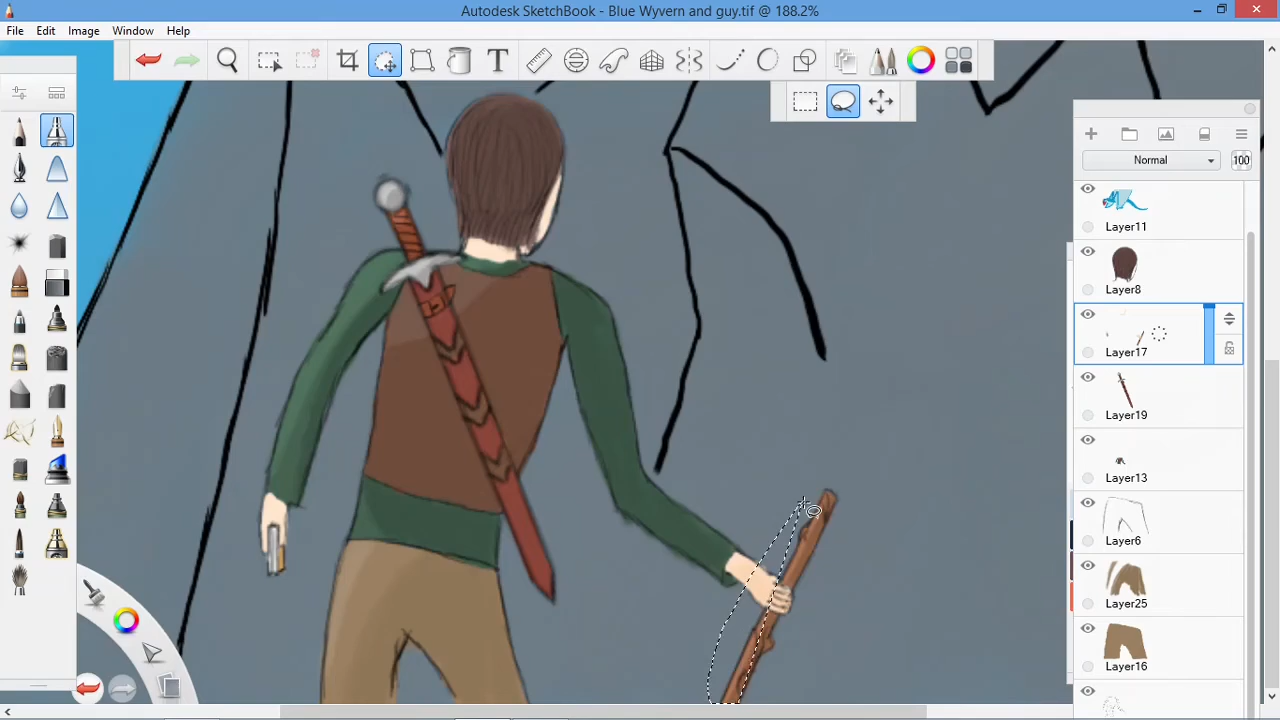 Autodesk SketchBook - Blue Wyvern and guy.tif @ 188.2%
File Edit Image Window Help
T
Normal 100
Layer11
Layer8
Layer17
Layer19
Layer13
Layer6
Layer25
Layer16